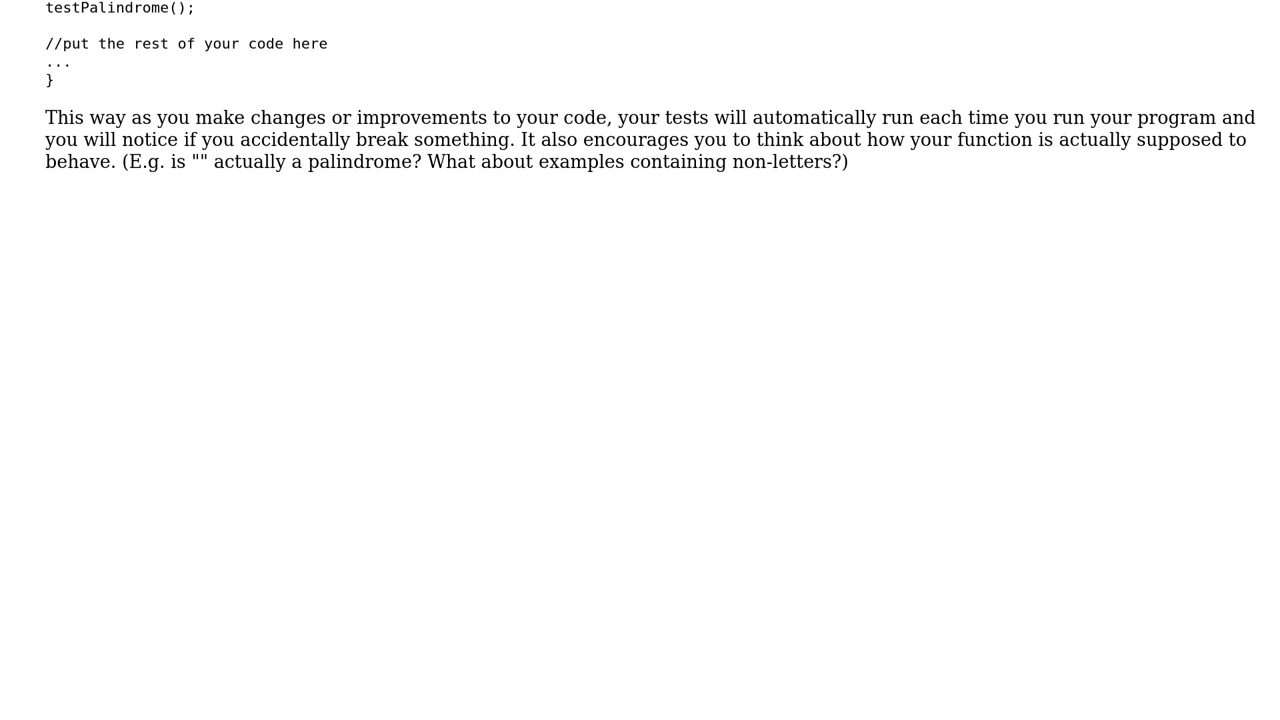 testPalindrome();
//put the rest of your code here
...
}
This way as you make changes or improvements to your code, your tests will automatically run each time you run your program and
you will notice if you accidentally break something. It also encourages you to think about how your function is actually supposed to
behave. (E.g. is "" actually a palindrome? What about examples containing non-letters?)